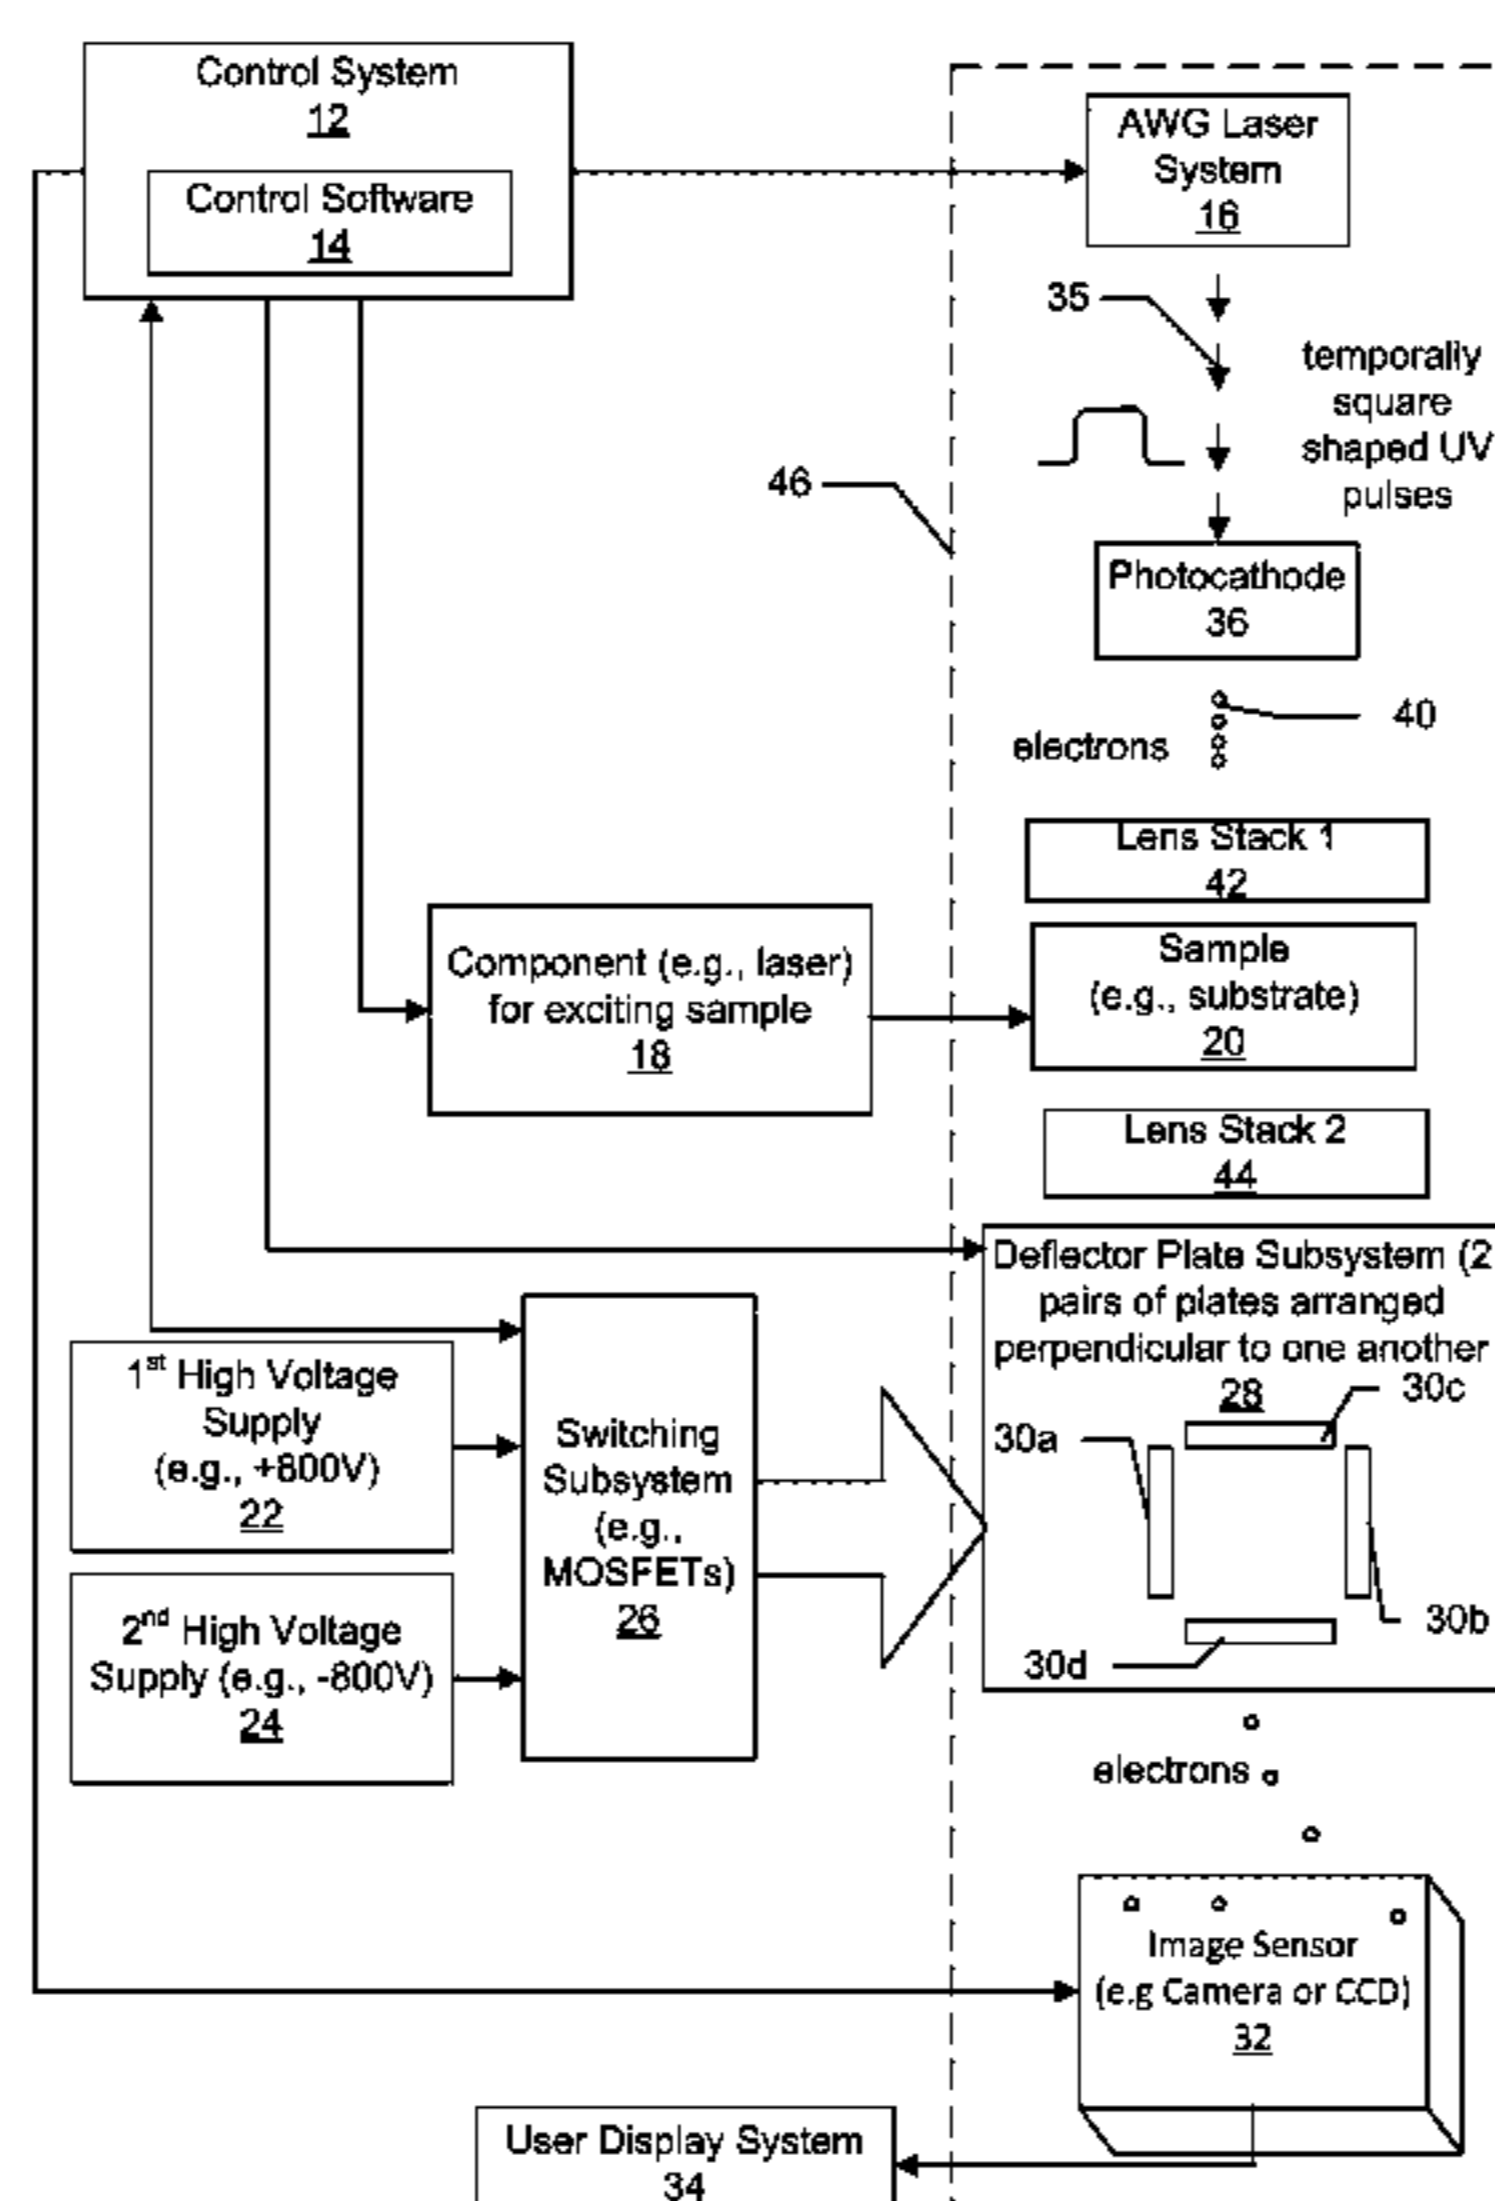 Control System
12
Control Software
14
AWG Laser
System
16
35
temporally
square
shaped UV
pulses
46
Photocathode
36
40
electrons
Lens Stack 1
42
Component (e.g., laser)
for exciting sample
18
Sample
(e.g., substrate)
20
Lens Stack 2
44
Deflector Plate Subsystem (2
pairs of plates arranged
perpendicular to one another
28
30c
30a
30b
30d
1st High Voltage
Supply
(e.g., +800V)
22
2nd High Voltage
Supply (e.g., -800V)
24
Switching
Subsystem
(e.g.,
MOSFETs)
26
electrons
Image Sensor
(e.g Camera or CCD)
32
User Display System
34